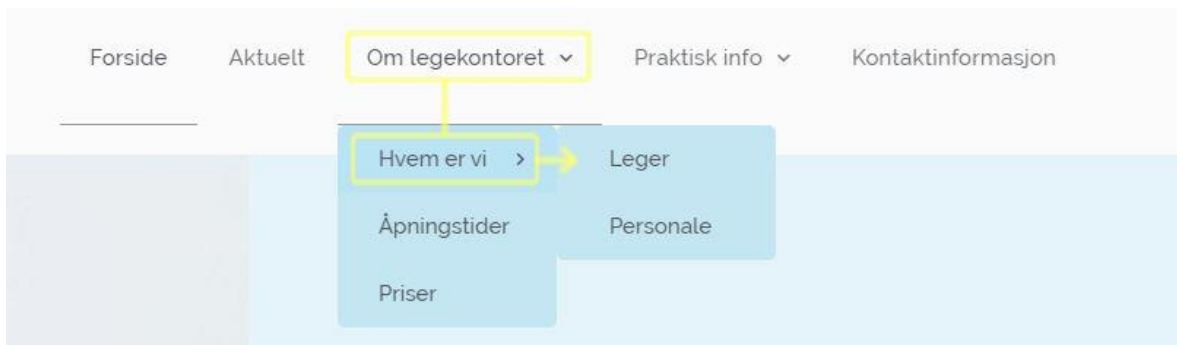 Forside Aktuelt Om legekontoret Praktisk info Kontaktinformasjon
Hvem er vi Leger
Åpningstider Personale
Priser